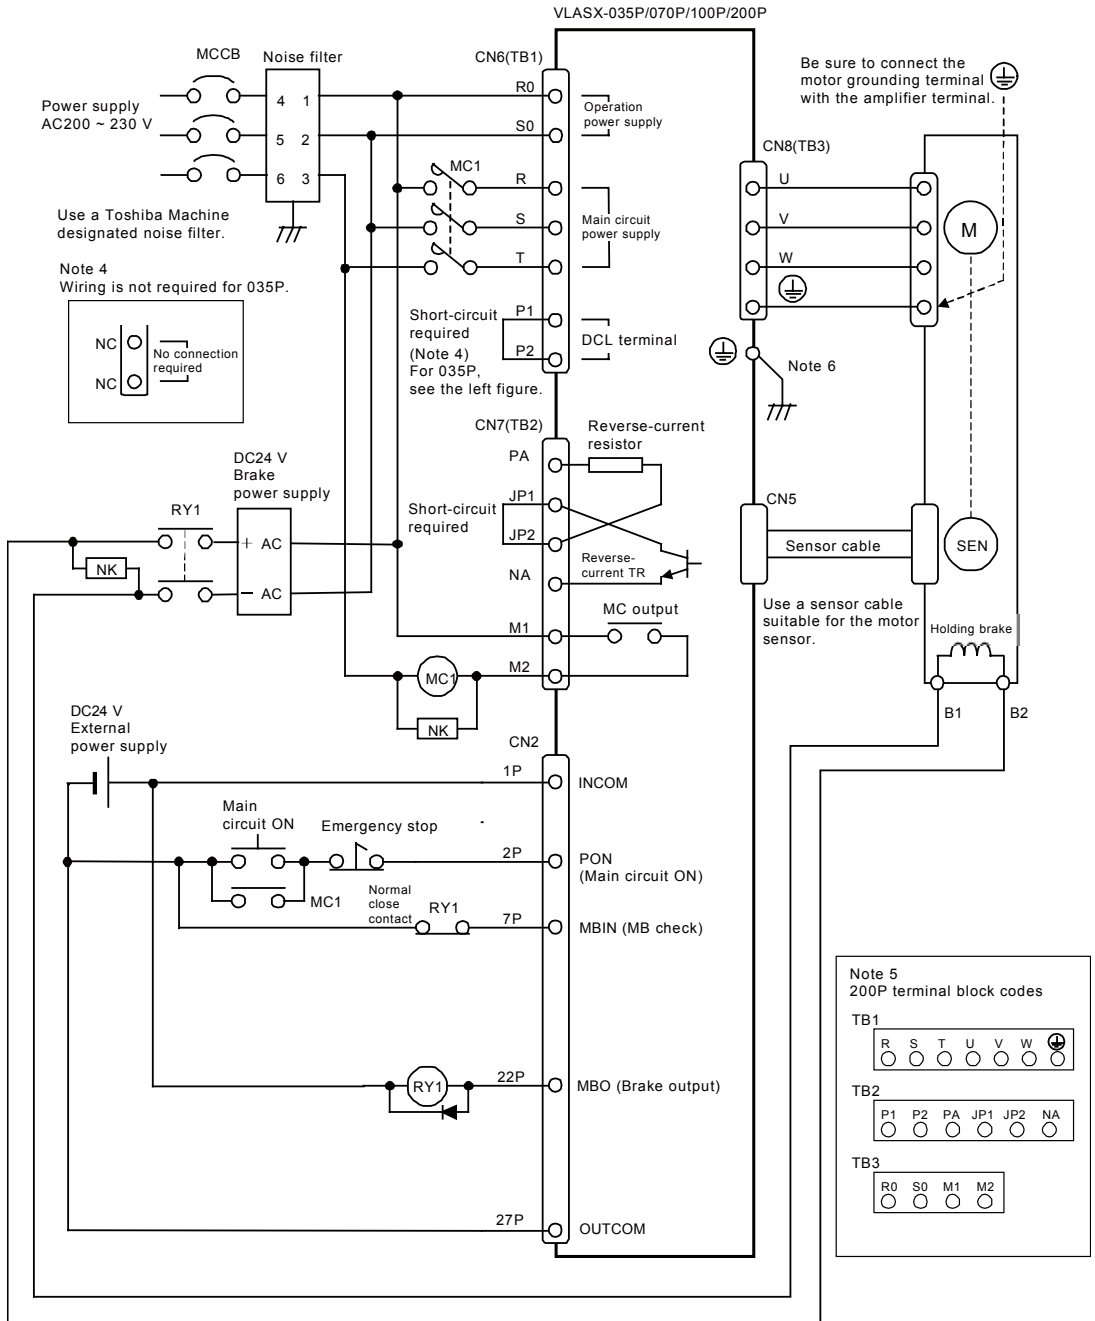 VLASX-035P/070P/100P/200P
MCCB
Noise filter
CN6(TB1)
Power supply
AC200 ~ 230 V
4 1
5 2
6 3
R0
S0
Operation
power supply
MC1
R
S
T
Main circuit
power supply
Use a Toshiba Machine
designated noise filter.
Be sure to connect the
motor grounding terminal
with the amplifier terminal.
CN8(TB3)
U
V
W
M
Note 4
Wiring is not required for 035P.
NC
NC
No connection
required
Short-circuit
required
(Note 4)
For 035P,
see the left figure.
P1
P2
DCL terminal
Note 6
CN7(TB2)
PA
JP1
JP2
NA
M1
M2
Reverse-current
resistor
Short-circuit
required
Reverse-
current TR
MC output
DC24 V
Brake
power supply
RY1
+ AC
− AC
NK
MC1
NK
CN5
Sensor cable
SEN
Use a sensor cable
suitable for the motor
sensor.
Holding brake
B1
B2
DC24 V
External
power supply
CN2
1P
INCOM
Main
circuit ON
Emergency stop
2P
PON
(Main circuit ON)
MC1
Normal
close
contact
RY1
7P
MBIN (MB check)
RY1
22P
MBO (Brake output)
27P
OUTCOM
Note 5
200P terminal block codes
TB1
R S T U V W
TB2
P1 P2 PA JP1 JP2 NA
TB3
R0 S0 M1 M2